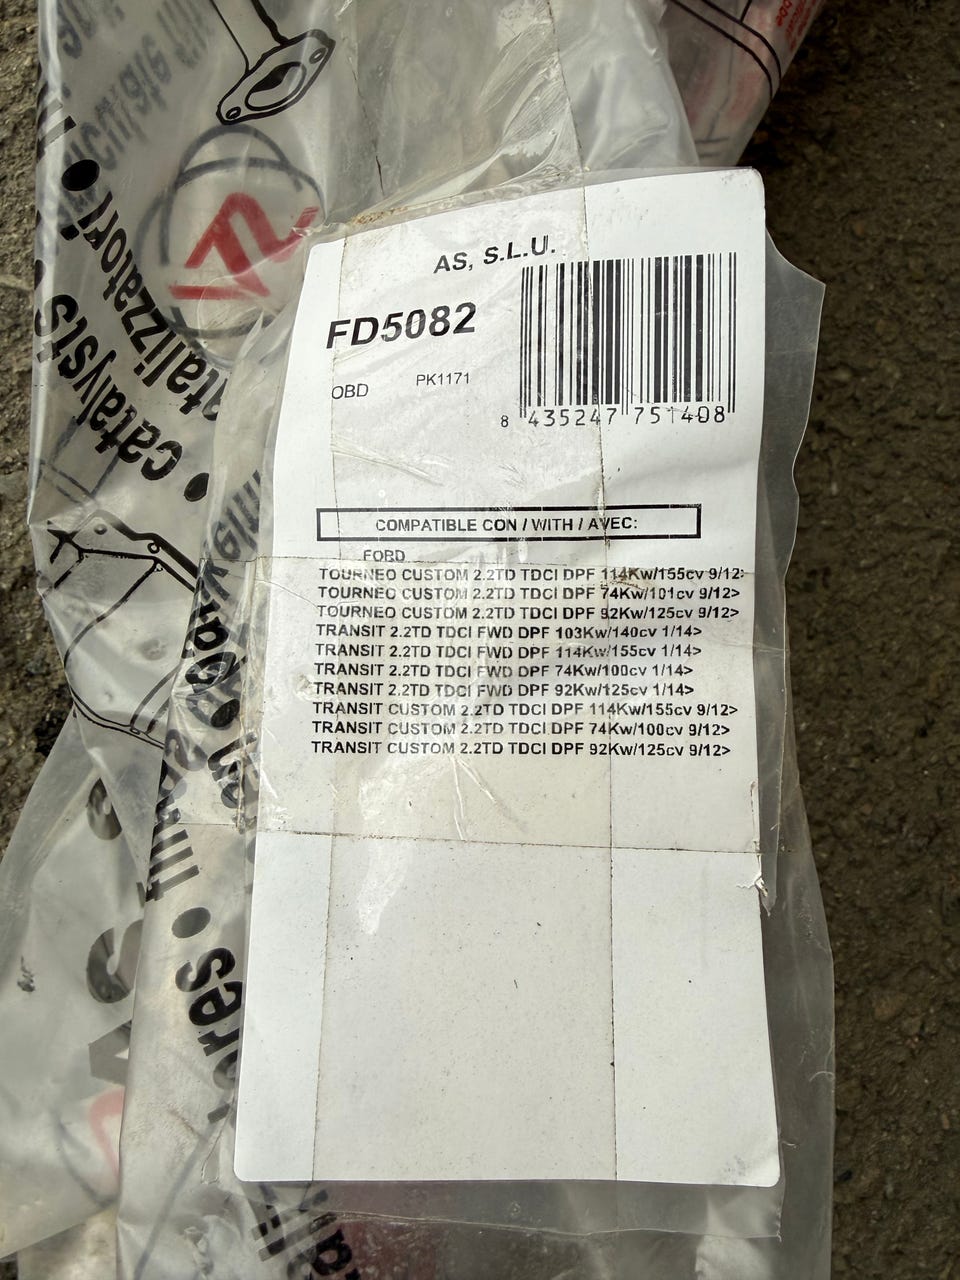 AS, S.L.U.
FD5082
OBD PK1171
8 435247 751408
COMPATIBLE CON / WITH / AVEC:
FORD
TOURNEO CUSTOM 2.2TD TDCI DPF 114Kw/155cv 9/12>
TOURNEO CUSTOM 2.2TD TDCI DPF 74Kw/101cv 9/12>
TOURNEO CUSTOM 2.2TD TDCI DPF 92Kw/125cv 9/12>
TRANSIT 2.2TD TDCI FWD DPF 103Kw/140cv 1/14>
TRANSIT 2.2TD TDCI FWD DPF 114Kw/155cv 1/14>
TRANSIT 2.2TD TDCI FWD DPF 74Kw/100cv 1/14>
TRANSIT 2.2TD TDCI FWD DPF 92Kw/125cv 1/14>
TRANSIT CUSTOM 2.2TD TDCI DPF 114Kw/155cv 9/12>
TRANSIT CUSTOM 2.2TD TDCI DPF 74Kw/100cv 9/12>
TRANSIT CUSTOM 2.2TD TDCI DPF 92Kw/125cv 9/12>
• catalysts